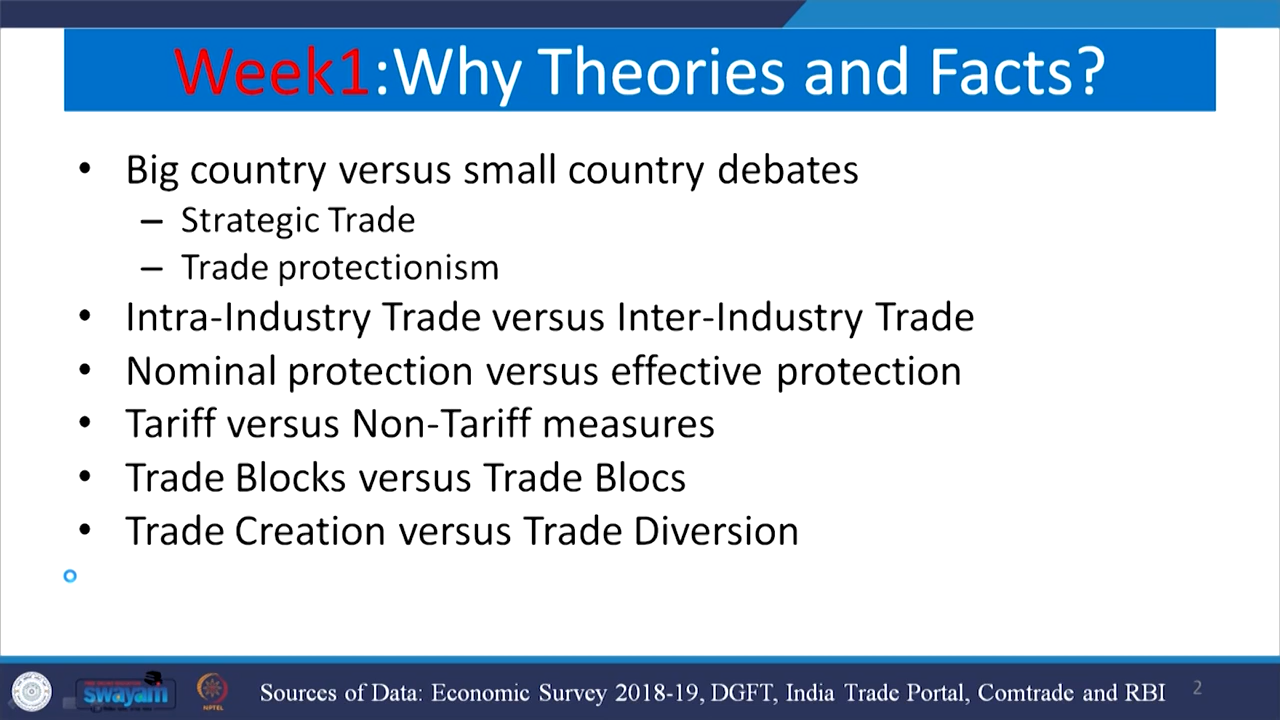 Week1:Why Theories and Facts?
• Big country versus small country debates
– Strategic Trade
– Trade protectionism
• Intra-Industry Trade versus Inter-Industry Trade
• Nominal protection versus effective protection
• Tariff versus Non-Tariff measures
• Trade Blocks versus Trade Blocs
• Trade Creation versus Trade Diversion
swayam
NPTEL
Sources of Data: Economic Survey 2018-19, DGFT, India Trade Portal, Comtrade and RBI
2